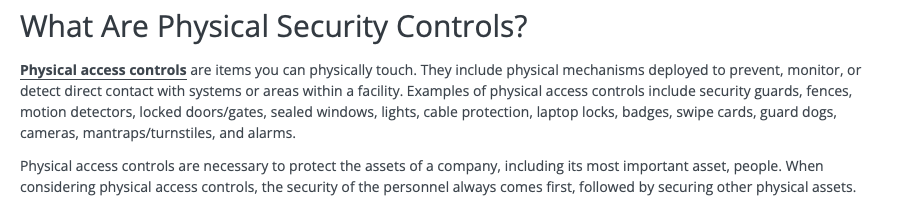 What Are Physical Security Controls?
Physical access controls are items you can physically touch. They include physical mechanisms deployed to prevent, monitor, or
detect direct contact with systems or areas within a facility. Examples of physical access controls include security guards, fences,
motion detectors, locked doors/gates, sealed windows, lights, cable protection, laptop locks, badges, swipe cards, guard dogs,
cameras, mantraps/turnstiles, and alarms.
Physical access controls are necessary to protect the assets of a company, including its most important asset, people. When
considering physical access controls, the security of the personnel always comes first, followed by securing other physical assets.